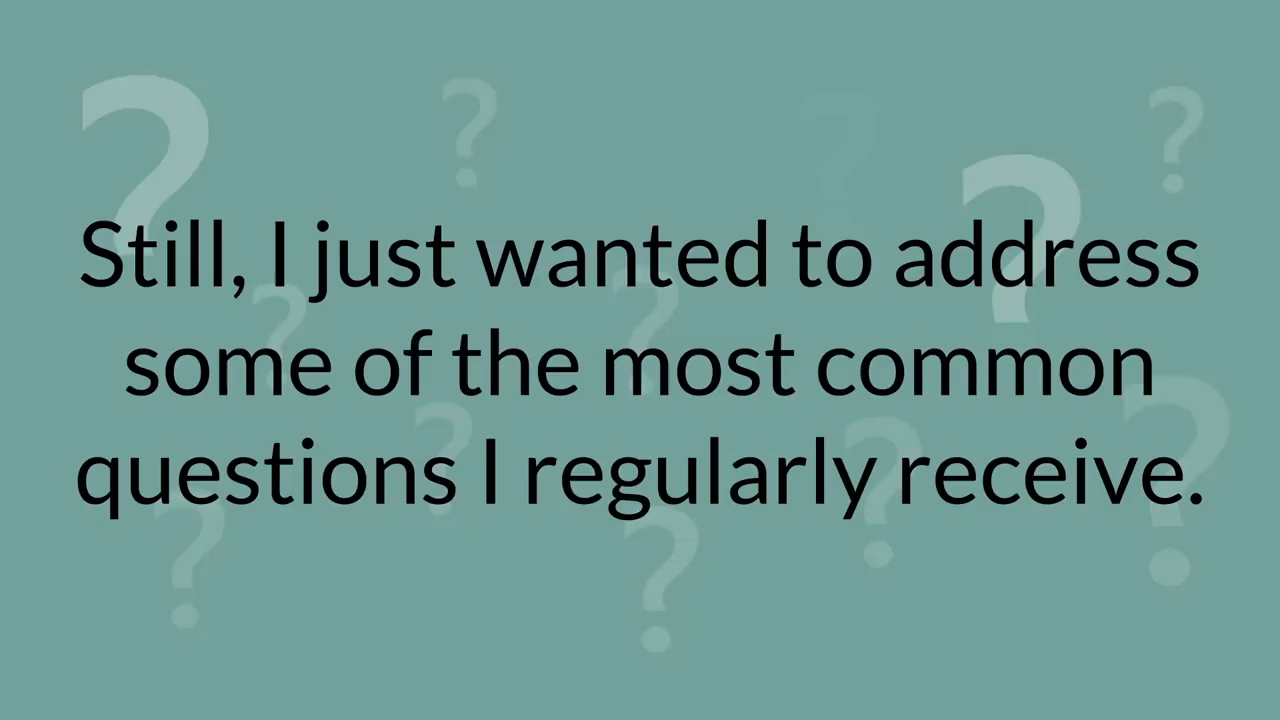 Still, I just wanted to address
some of the most common
questions I regularly receive.